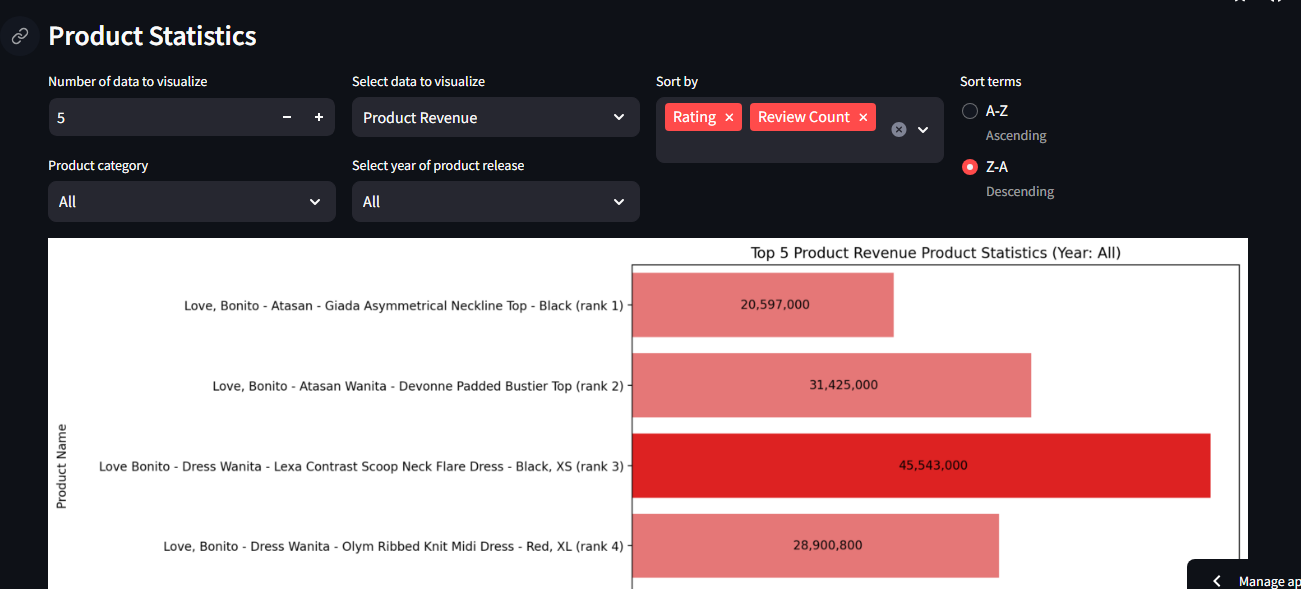 Product Statistics
Number of data to visualize
5
Select data to visualize
Product Revenue
Sort by
Rating
Review Count
Sort terms
A-Z
Ascending
Z-A
Descending
Product category
All
Select year of product release
All
Top 5 Product Revenue Product Statistics (Year: All)
Product Name
Love, Bonito - Atasan - Giada Asymmetrical Neckline Top - Black (rank 1)
20,597,000
Love, Bonito - Atasan Wanita - Devonne Padded Bustier Top (rank 2)
31,425,000
Love Bonito - Dress Wanita - Lexa Contrast Scoop Neck Flare Dress - Black, XS (rank 3)
45,543,000
Love, Bonito - Dress Wanita - Olym Ribbed Knit Midi Dress - Red, XL (rank 4)
28,900,800
Manage ap